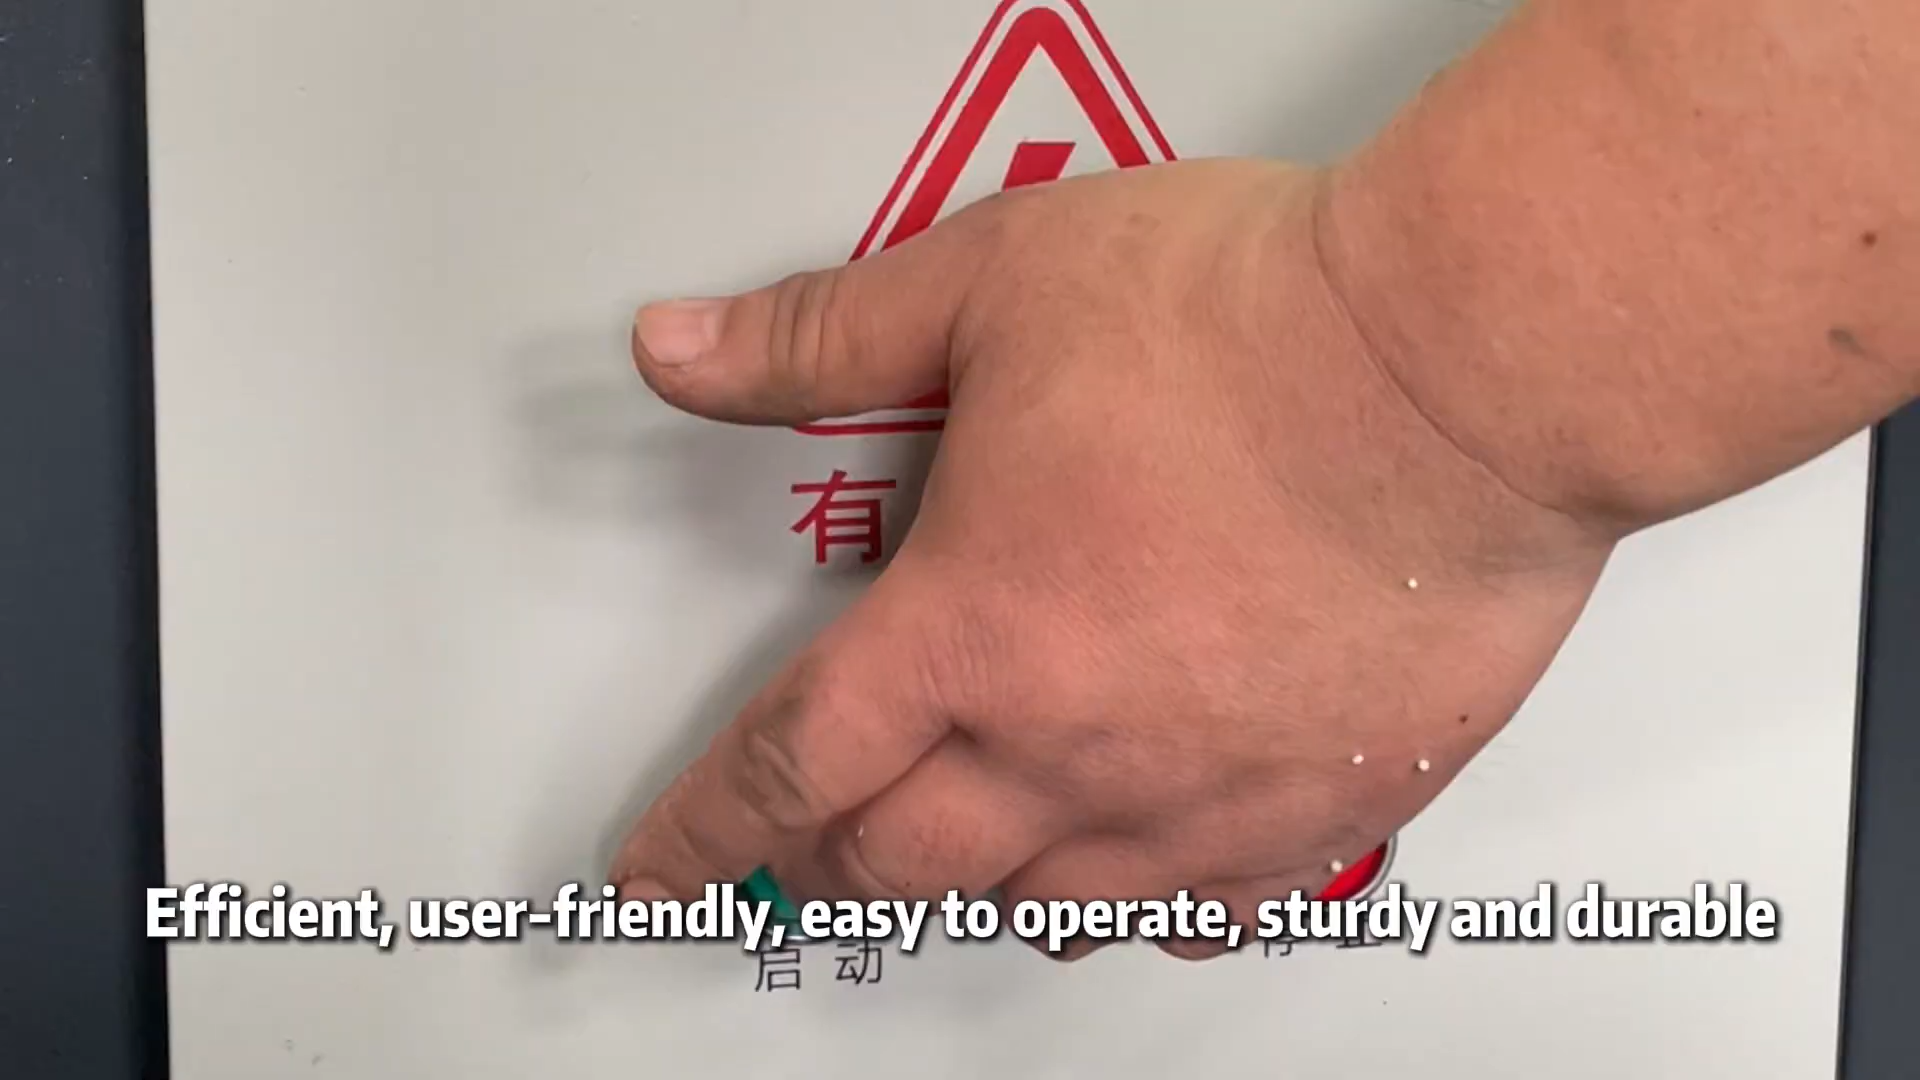 有
Efficient, user-friendly, easy to operate, sturdy and durable
启动